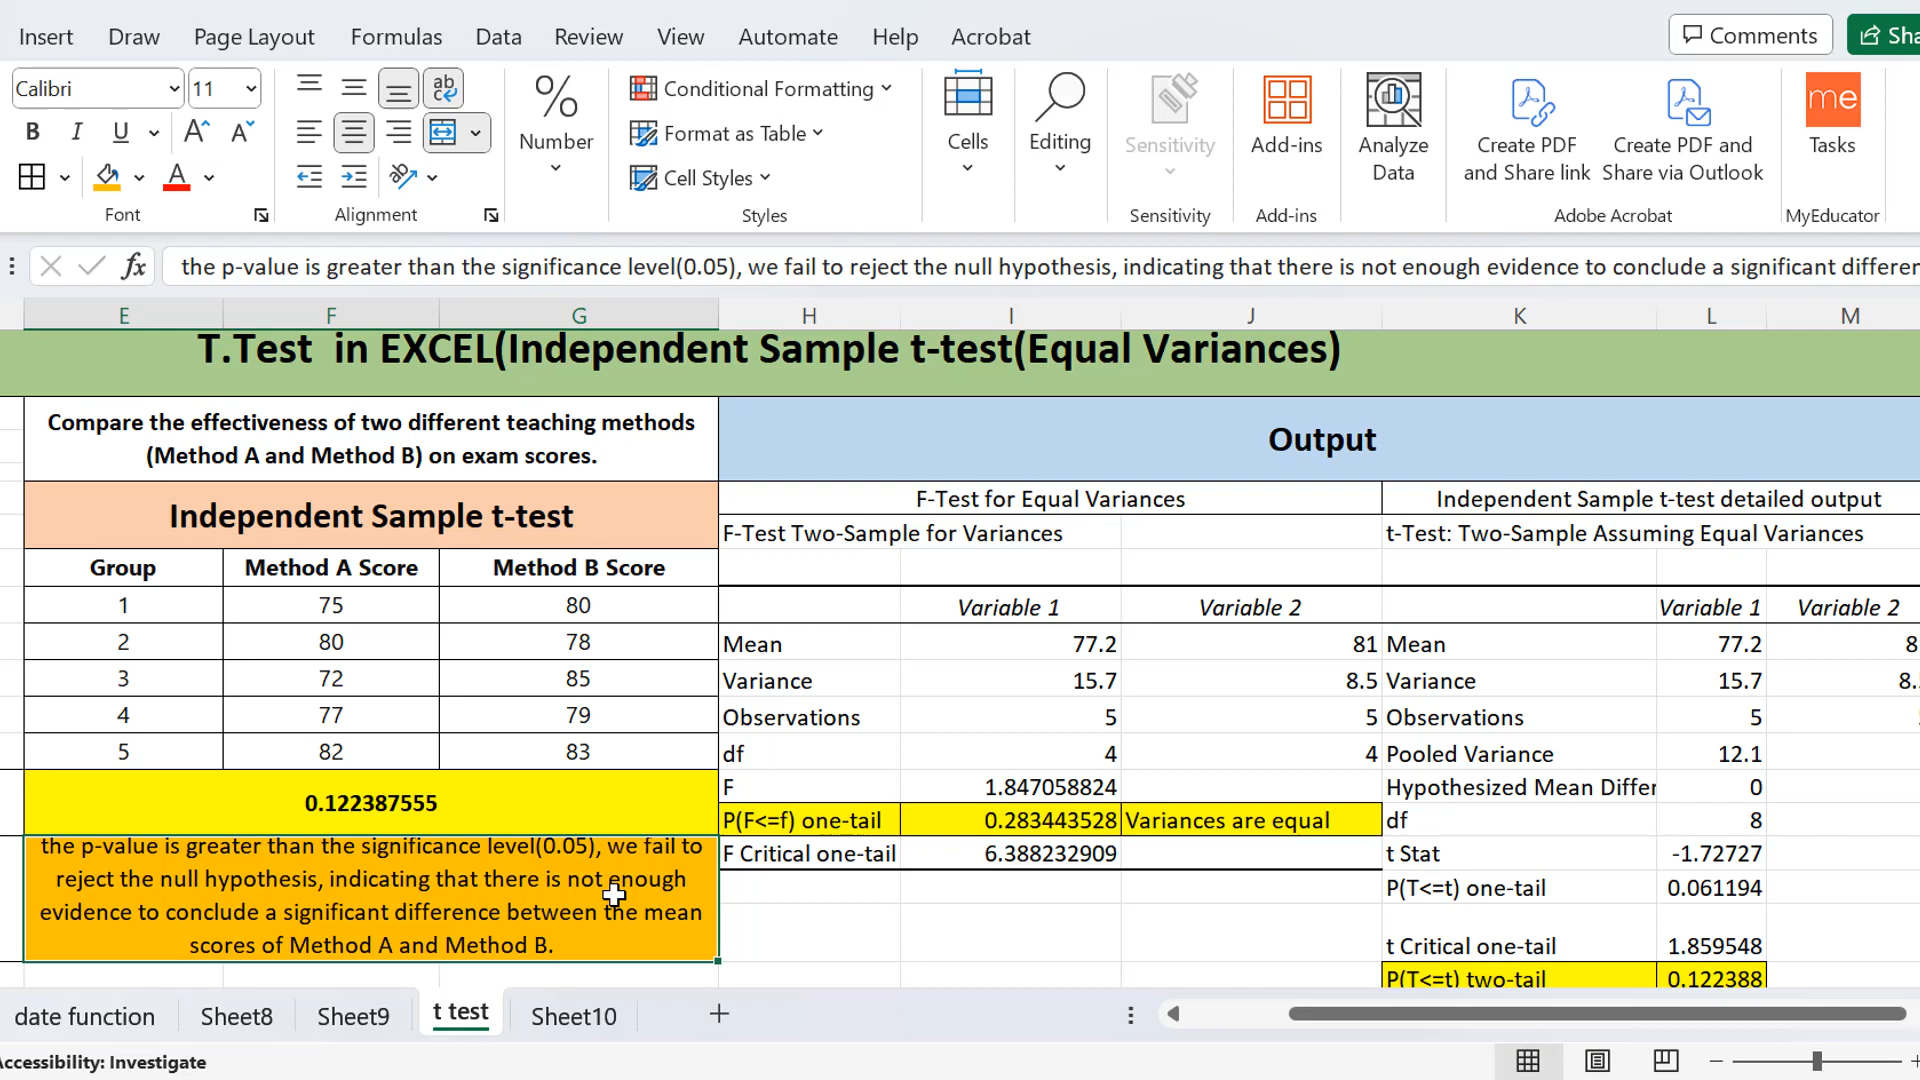 Insert Draw Page Layout Formulas Data Review View Automate Help Acrobat Comments
Calibri 11
B I U A A A
ab
Number
Conditional Formatting
Format as Table
Cell Styles
Cells
Editing
Sensitivity
Add-ins
Analyze
Data
Create PDF
and Share link
Create PDF and
Share via Outlook
me
Tasks
Font Alignment Styles Sensitivity Add-ins Adobe Acrobat MyEducator
fx the p-value is greater than the significance level(0.05), we fail to reject the null hypothesis, indicating that there is not enough evidence to conclude a significant
E F G H I J K L M
T.Test in EXCEL(Independent Sample t-test(Equal Variances)
Compare the effectiveness of two different teaching methods
(Method A and Method B) on exam scores.
Output
Independent Sample t-test
F-Test for Equal Variances Independent Sample t-test detailed output
F-Test Two-Sample for Variances t-Test: Two-Sample Assuming Equal Variances
Group Method A Score Method B Score
1 75 80 Variable 1 Variable 2 Variable 1 Variable 2
2 80 78 Mean 77.2 81 Mean 77.2
3 72 85 Variance 15.7 8.5 Variance 15.7
4 77 79 Observations 5 5 Observations 5
5 82 83 df 4 4 Pooled Variance 12.1
0.122387555
F 1.847058824 Hypothesized Mean 0
P(F<=f) one-tail 0.283443528 Variances are equal df 8
F Critical one-tail 6.388232909 t Stat -1.72727
P(T<=t) one-tail 0.061194
t Critical one-tail 1.859548
P(T<=t) two-tail 0.122388
the p-value is greater than the significance level(0.05), we fail to
reject the null hypothesis, indicating that there is not enough
evidence to conclude a significant difference between the mean
scores of Method A and Method B.
date function Sheet8 Sheet9 t test Sheet10 +
Accessibility: Investigate